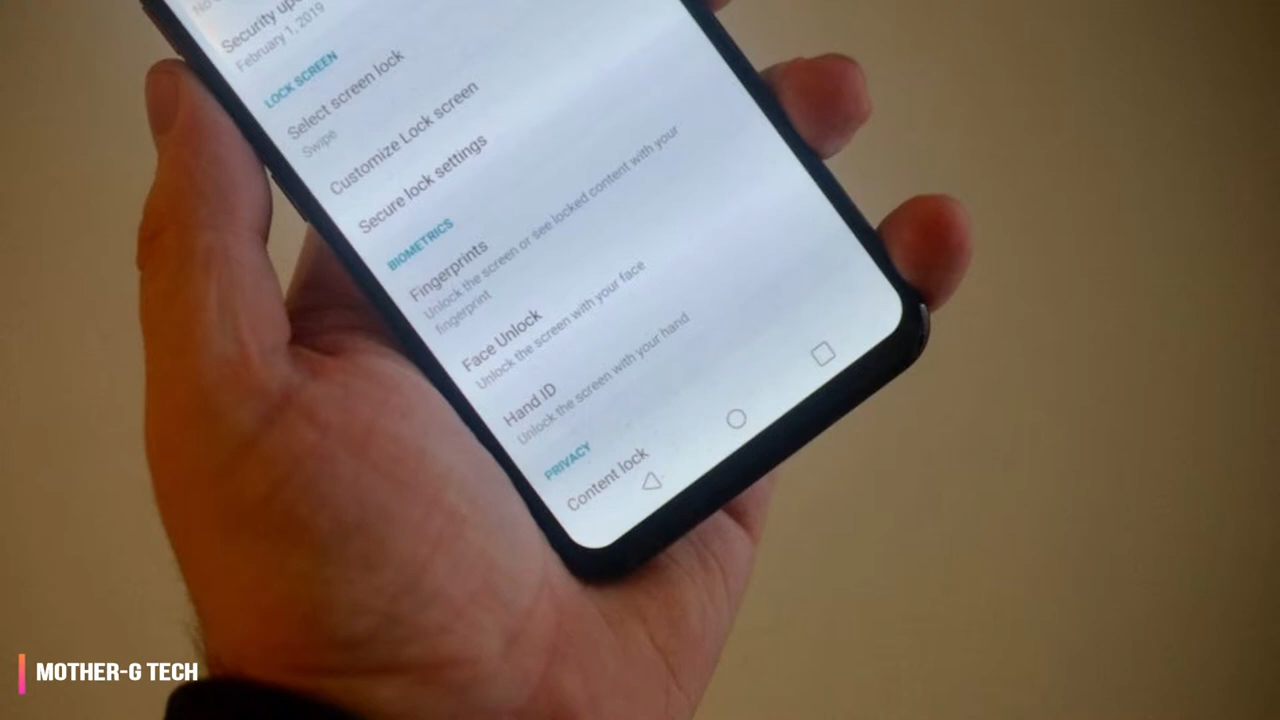 Security
February 1, 2019
LOCK SCREEN
Select screen lock
Swipe
Customize Lock screen
Secure lock settings
BIOMETRICS
Fingerprints
Unlock the screen or see locked content with your
fingerprint
Face Unlock
Unlock the screen with your face
Hand ID
Unlock the screen with your hand
PRIVACY
Content lock
MOTHER-G TECH